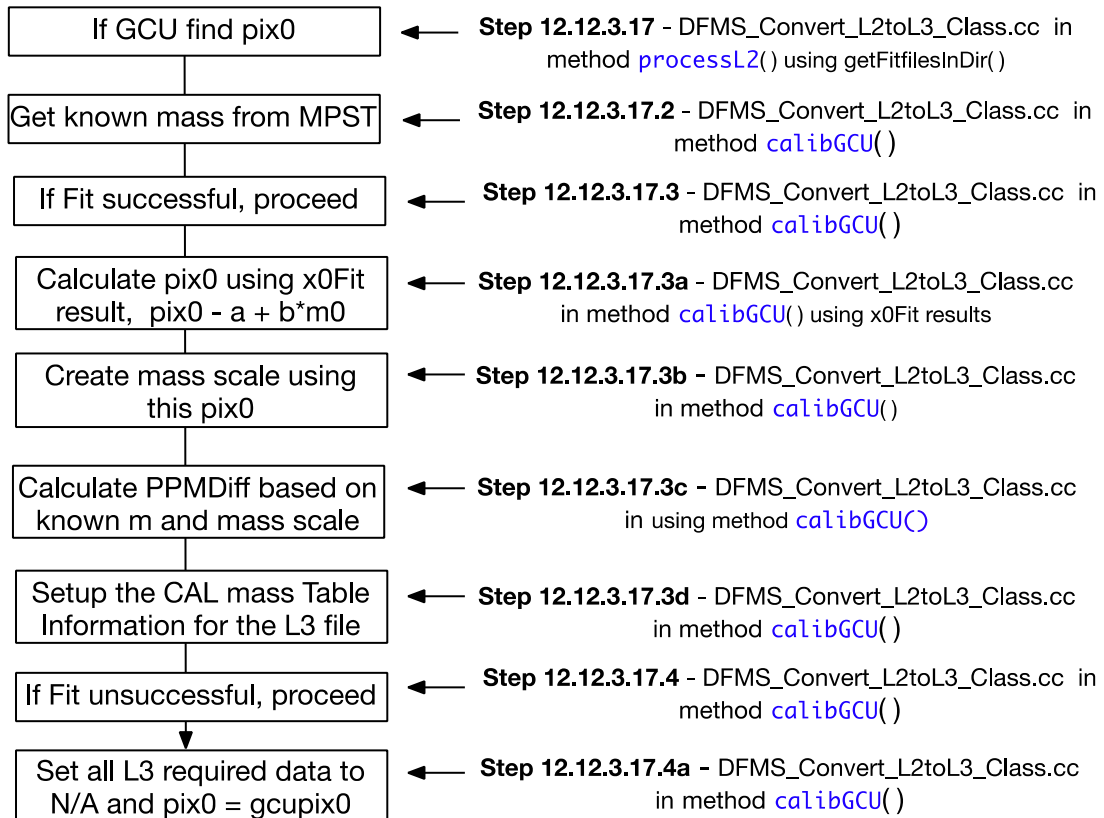 If GCU find pix0
Step 12.12.3.17 - DFMS_Convert_L2toL3_Class.cc in
method processL2() using getFitfilesInDir()
Get known mass from MPST
Step 12.12.3.17.2 - DFMS_Convert_L2toL3_Class.cc in
method calibGCU()
If Fit successful, proceed
Step 12.12.3.17.3 - DFMS_Convert_L2toL3_Class.cc in
method calibGCU()
Calculate pix0 using x0Fit
result, pix0 - a + b*m0
Step 12.12.3.17.3a - DFMS_Convert_L2toL3_Class.cc
in method calibGCU() using x0Fit results
Create mass scale using
this pix0
Step 12.12.3.17.3b - DFMS_Convert_L2toL3_Class.cc
in method calibGCU()
Calculate PPMDiff based on
known m and mass scale
Step 12.12.3.17.3c - DFMS_Convert_L2toL3_Class.cc
in using method calibGCU()
Setup the CAL mass Table
Information for the L3 file
Step 12.12.3.17.3d - DFMS_Convert_L2toL3_Class.cc
in method calibGCU()
If Fit unsuccessful, proceed
Step 12.12.3.17.4 - DFMS_Convert_L2toL3_Class.cc in
method calibGCU()
Set all L3 required data to
N/A and pix0 = gcupix0
Step 12.12.3.17.4a - DFMS_Convert_L2toL3_Class.cc
in method calibGCU()